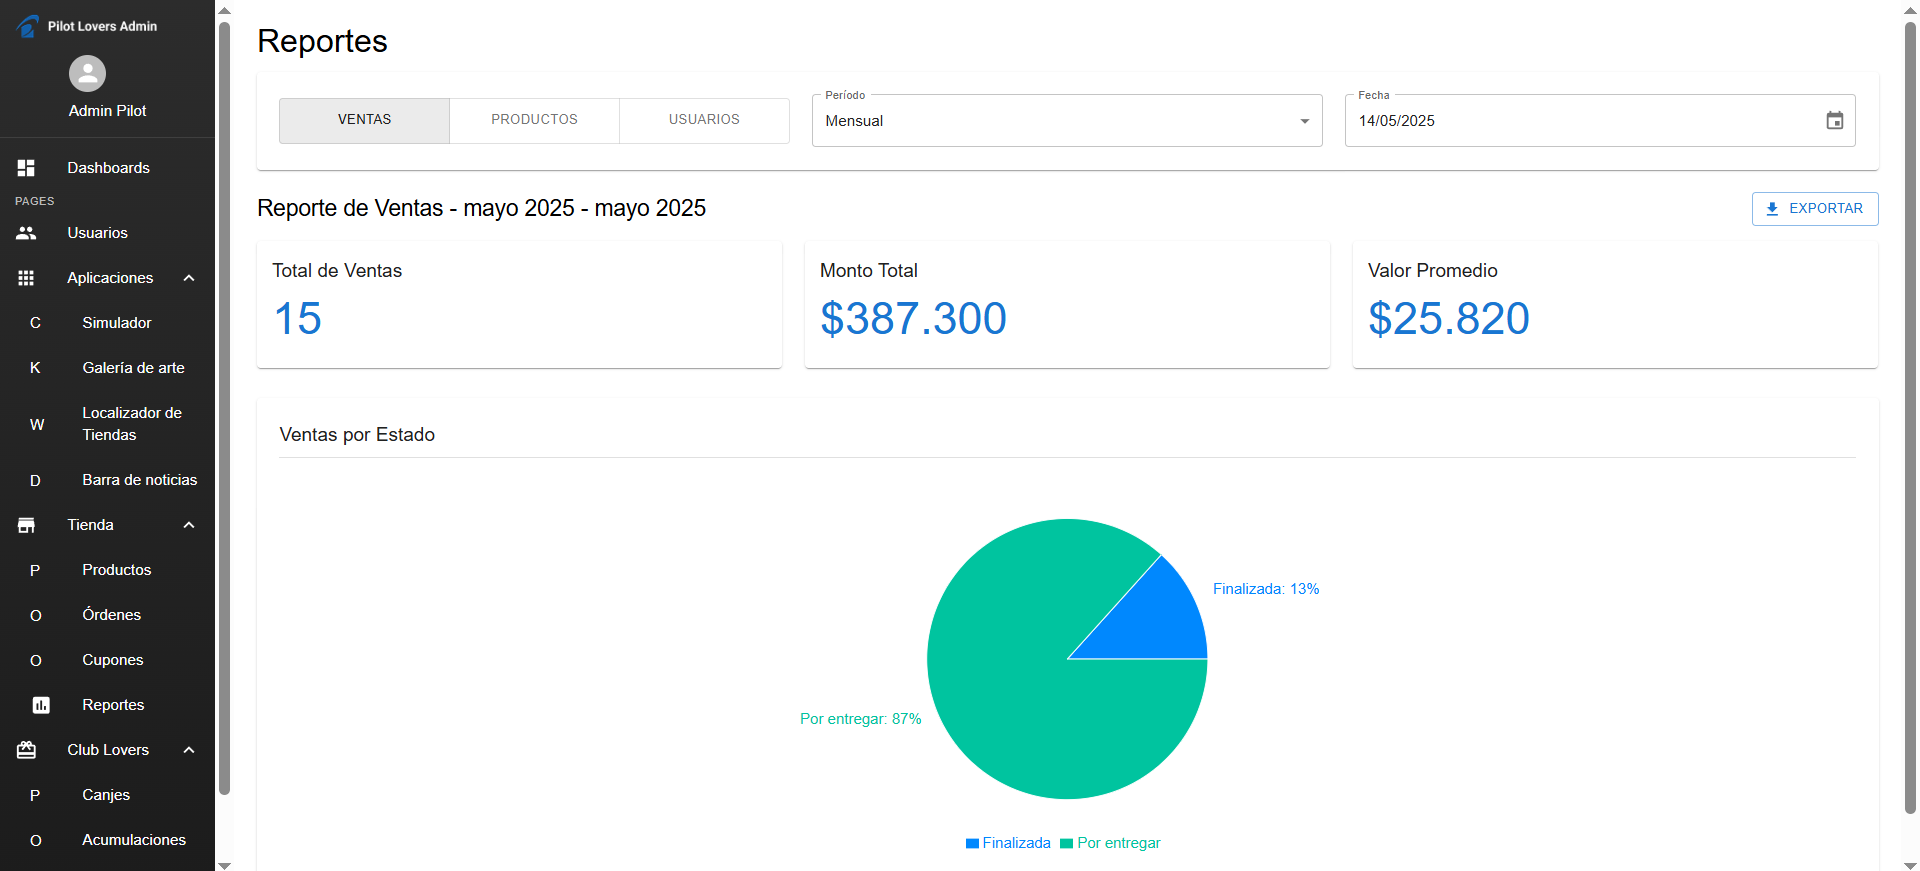 Pilot Lovers Admin
Admin Pilot
Dashboards
PAGES
Usuarios
Aplicaciones
C Simulador
K Galería de arte
W Localizador de
Tiendas
D Barra de noticias
Tienda
P Productos
O Órdenes
O Cupones
Reportes
Club Lovers
P Canjes
O Acumulaciones
Reportes
VENTAS PRODUCTOS USUARIOS
Período
Mensual
Fecha
14/05/2025
Reporte de Ventas - mayo 2025 - mayo 2025
EXPORTAR
Total de Ventas
15
Monto Total
$387.300
Valor Promedio
$25.820
Ventas por Estado
Finalizada: 13%
Por entregar: 87%
Finalizada Por entregar